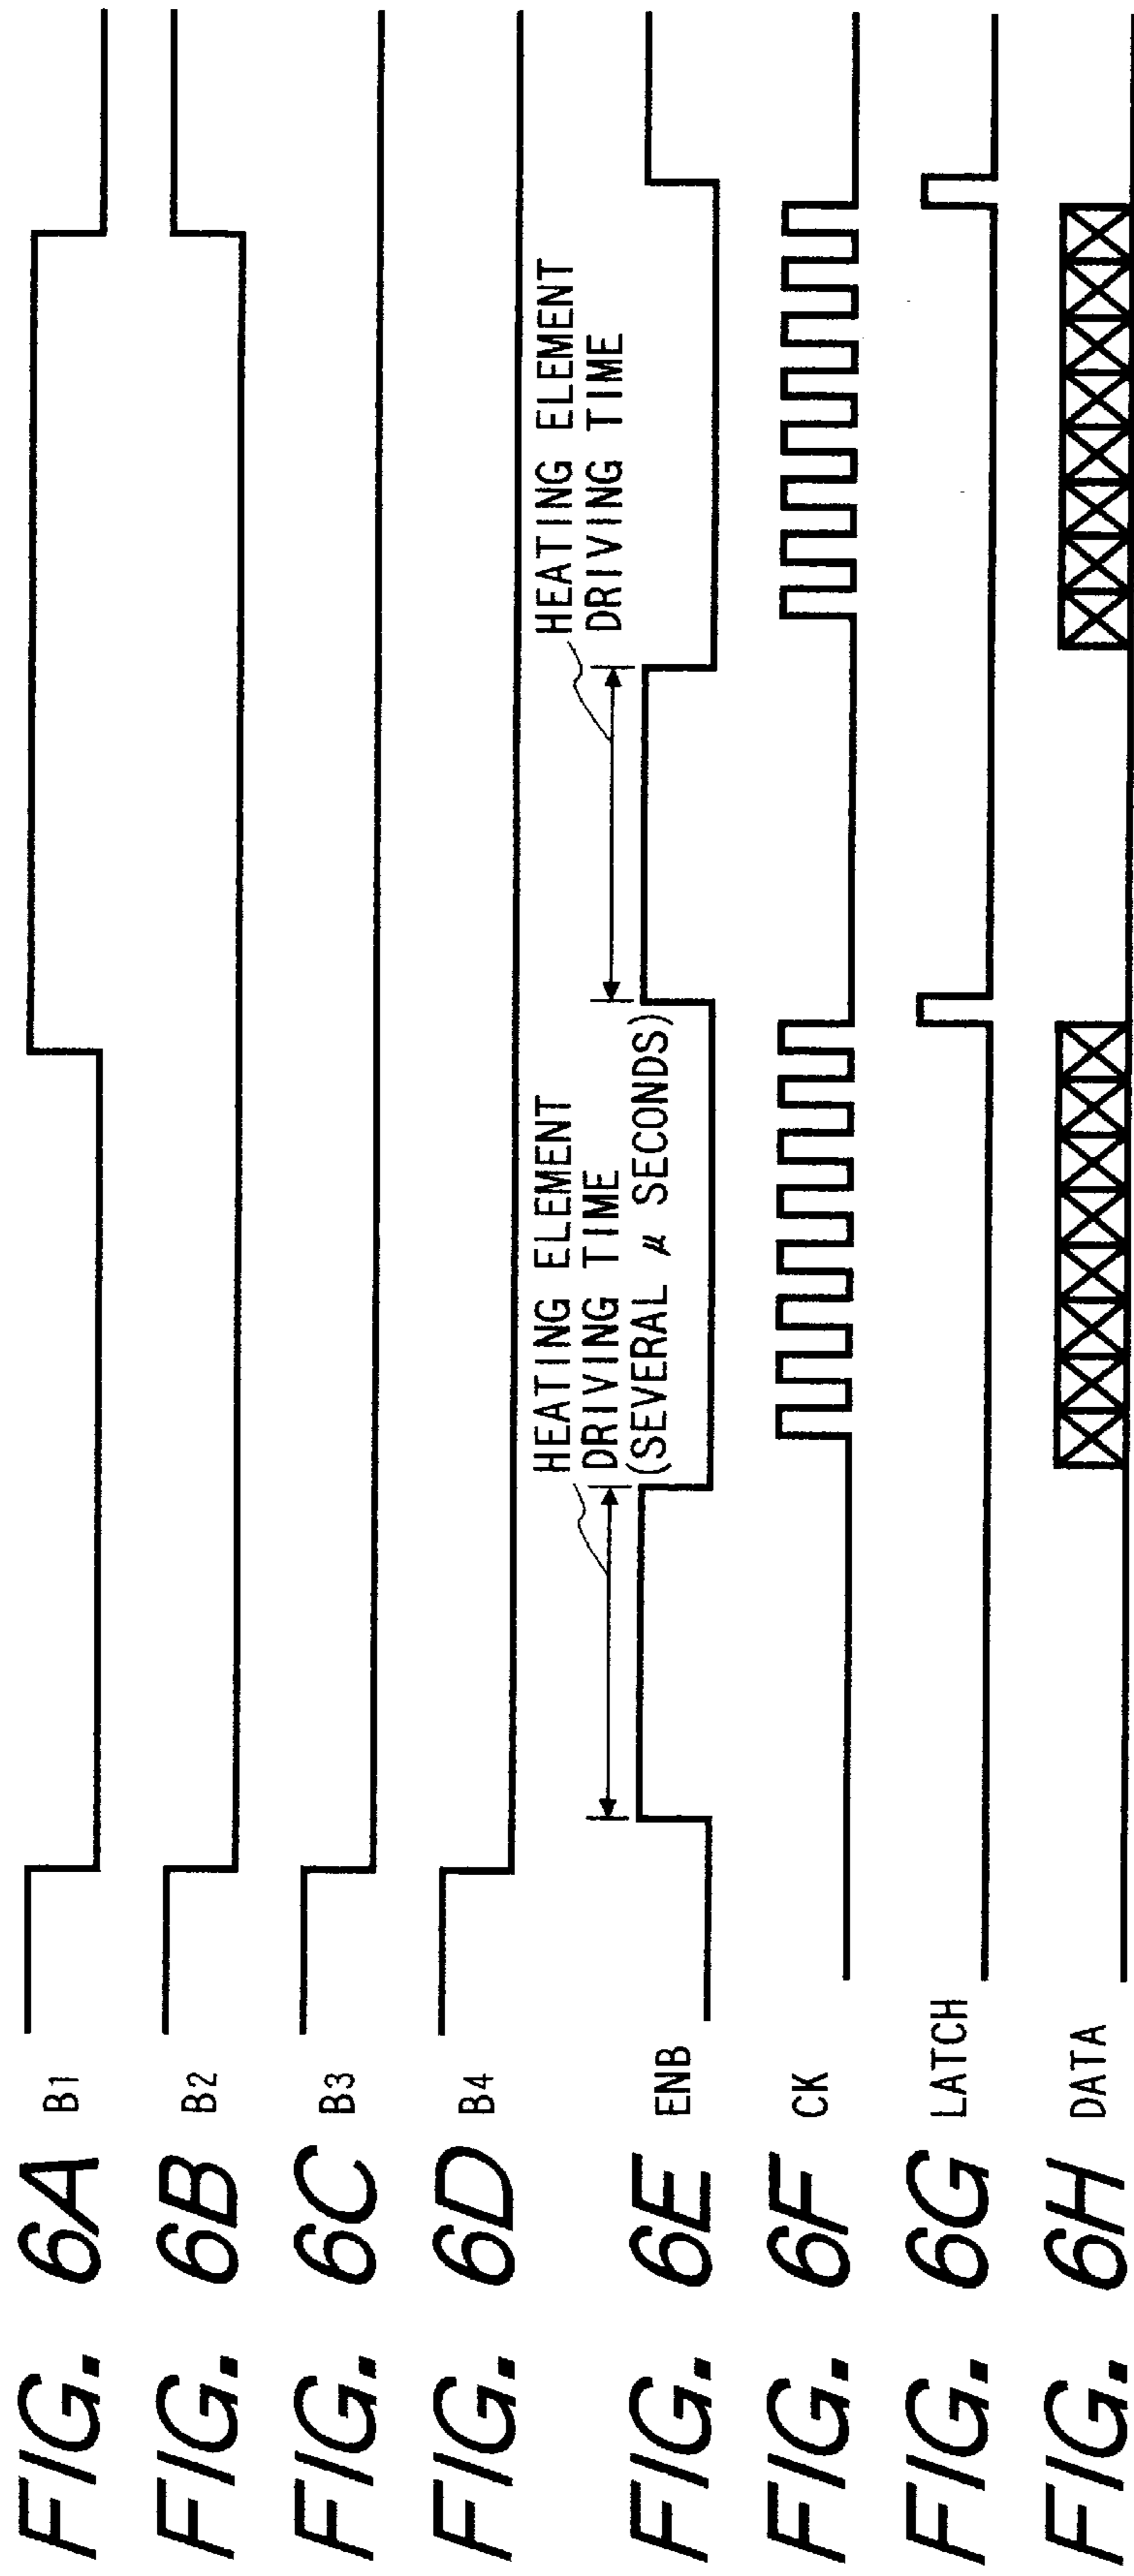 FIG. 6A B1
FIG. 6B B2
FIG. 6C B3
FIG. 6D B4
HEATING ELEMENT
DRIVING TIME
(SEVERAL μ SECONDS)
HEATING ELEMENT
DRIVING TIME
FIG. 6E ENB
FIG. 6F CK
FIG. 6G LATCH
FIG. 6H DATA